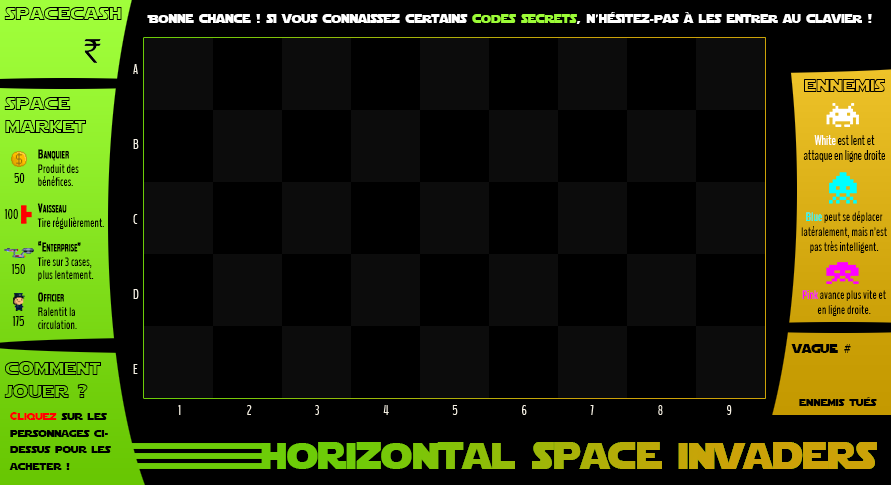 SPACECASH
₹
BONNE CHANCE ! SI VOUS CONNAISSEZ CERTAINS CODES SECRETS, N'HÉSITEZ-PAS À LES ENTRER AU CLAVIER !
SPACE
MARKET
BANQUIER
Produit des
bénéfices.
50
VAISSEAU
Tire régulièrement.
100
"ENTERPRISE"
Tire sur 3 cases,
plus lentement.
150
OFFICIER
Ralentit la
circulation.
175
COMMENT
JOUER ?
CLIQUEZ SUR LES
PERSONNAGES CI-
DESSUS POUR LES
ACHETER !
A
B
C
D
E
1 2 3 4 5 6 7 8 9
ENNEMIS
White est lent et
attaque en ligne droite
Blue peut se déplacer
latéralement, mais n'est
pas très intelligent.
Pink avance plus vite et
en ligne droite.
VAGUE #
ENNEMIS TUÉS
HORIZONTAL SPACE INVADERS